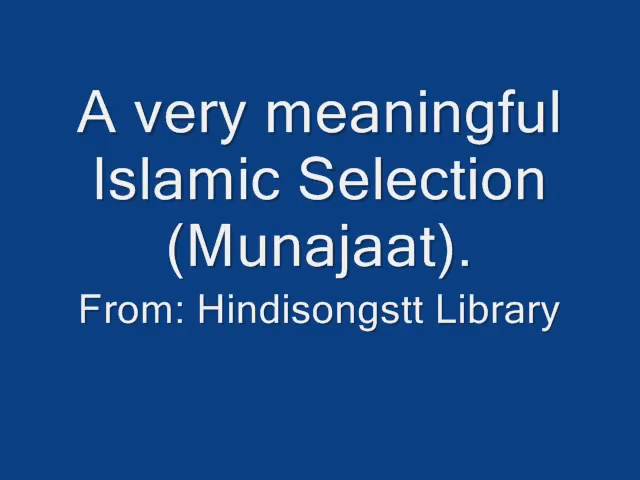 A very meaningful
Islamic Selection
(Munajaat).
From: Hindisongstt Library